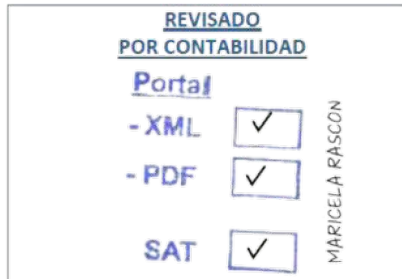 REVISADO
POR CONTABILIDAD
Portal
- XML ✓
- PDF ✓
SAT ✓
MARICELA RASCON